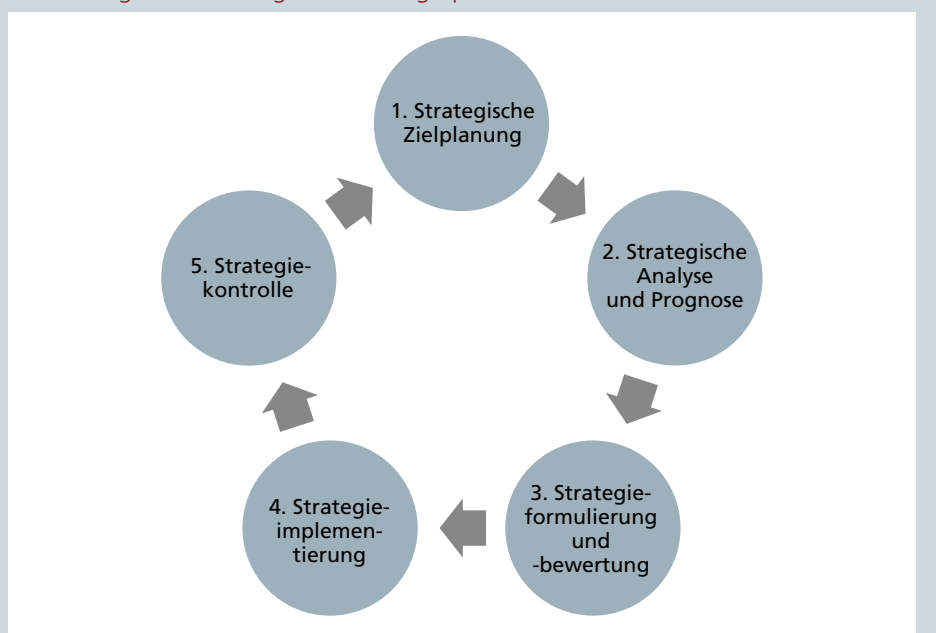 1. Strategische
Zielplanung
2. Strategische
Analyse
und Prognose
3. Strategie-
formulierung
und
-bewertung
4. Strategie-
implemen-
tierung
5. Strategie-
kontrolle